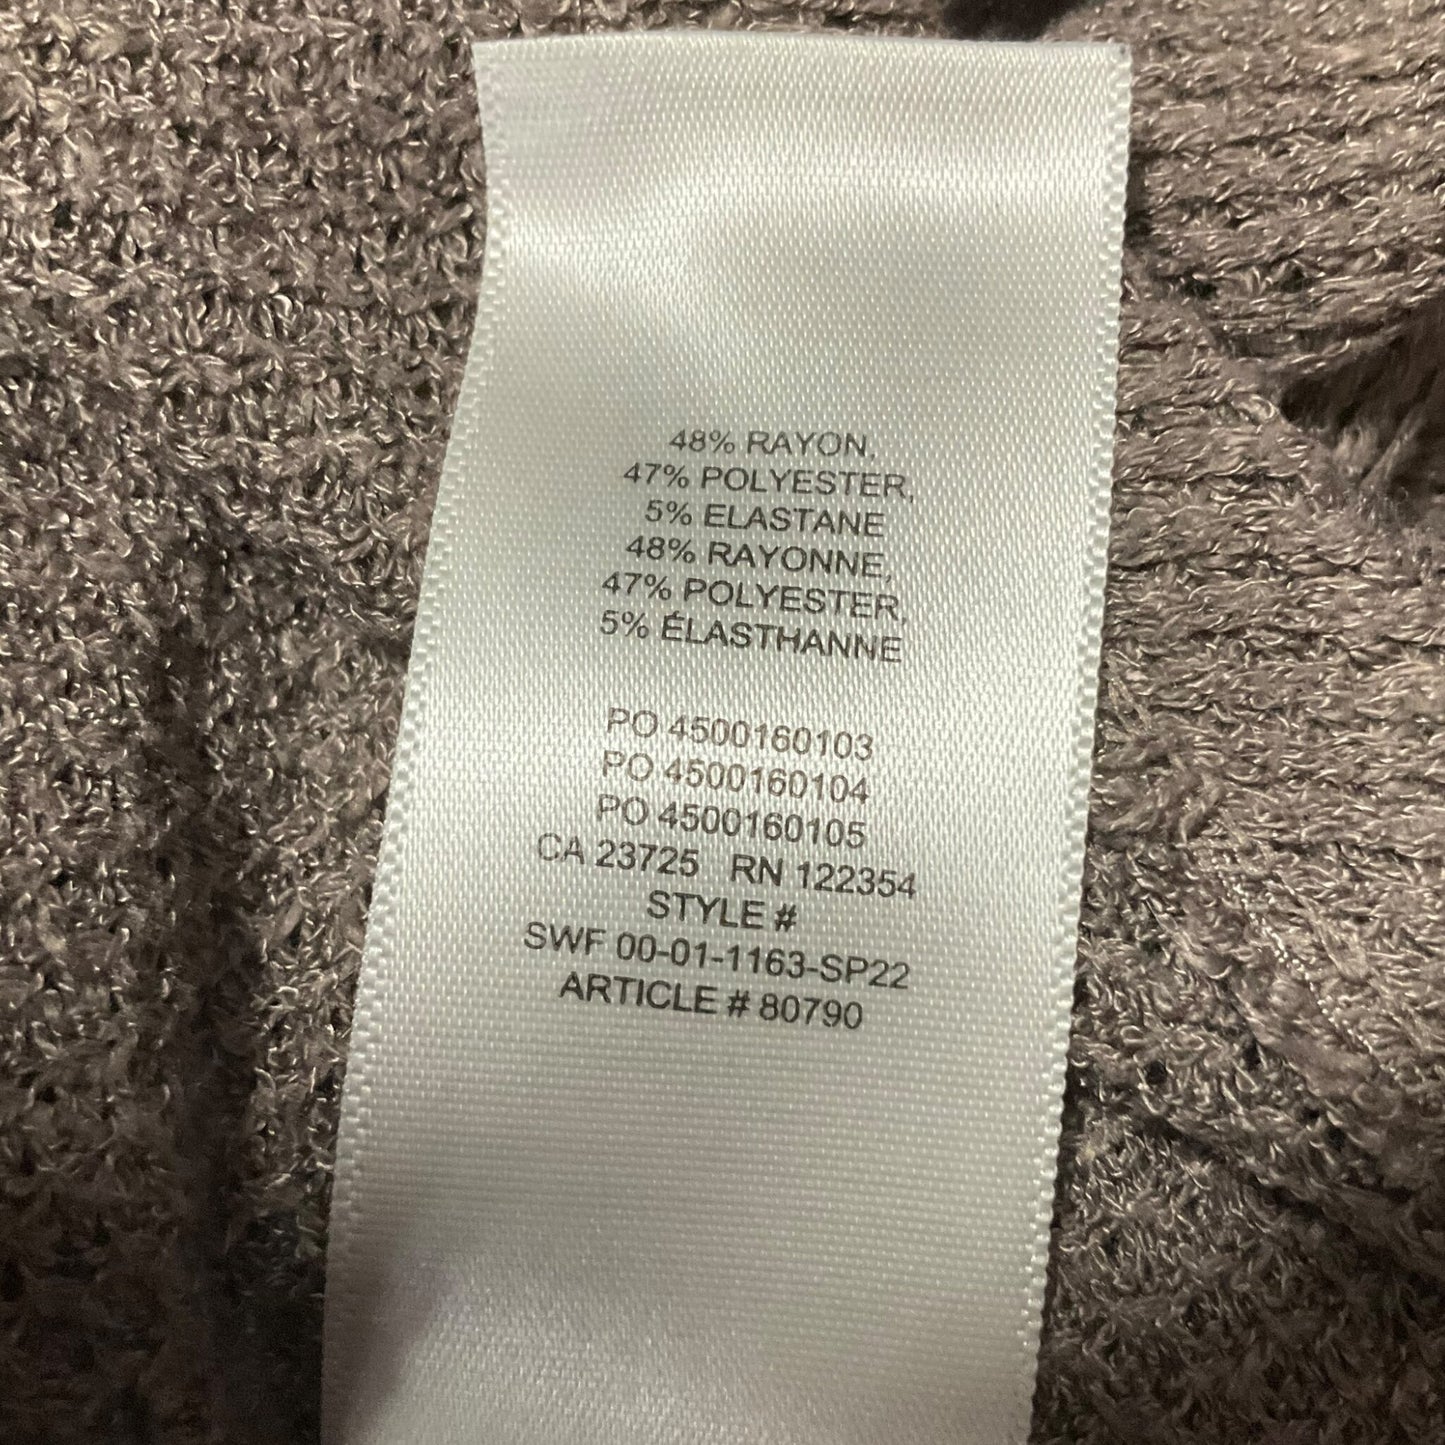 48% RAYON,
47% POLYESTER,
5% ELASTANE
48% RAYONNE,
47% POLYESTER,
5% ÉLASTHANNE
PO 4500160103
PO 4500160104
PO 4500160105
CA 23725 RN 122354
STYLE #
SWF 00-01-1163-SP22
ARTICLE # 80790